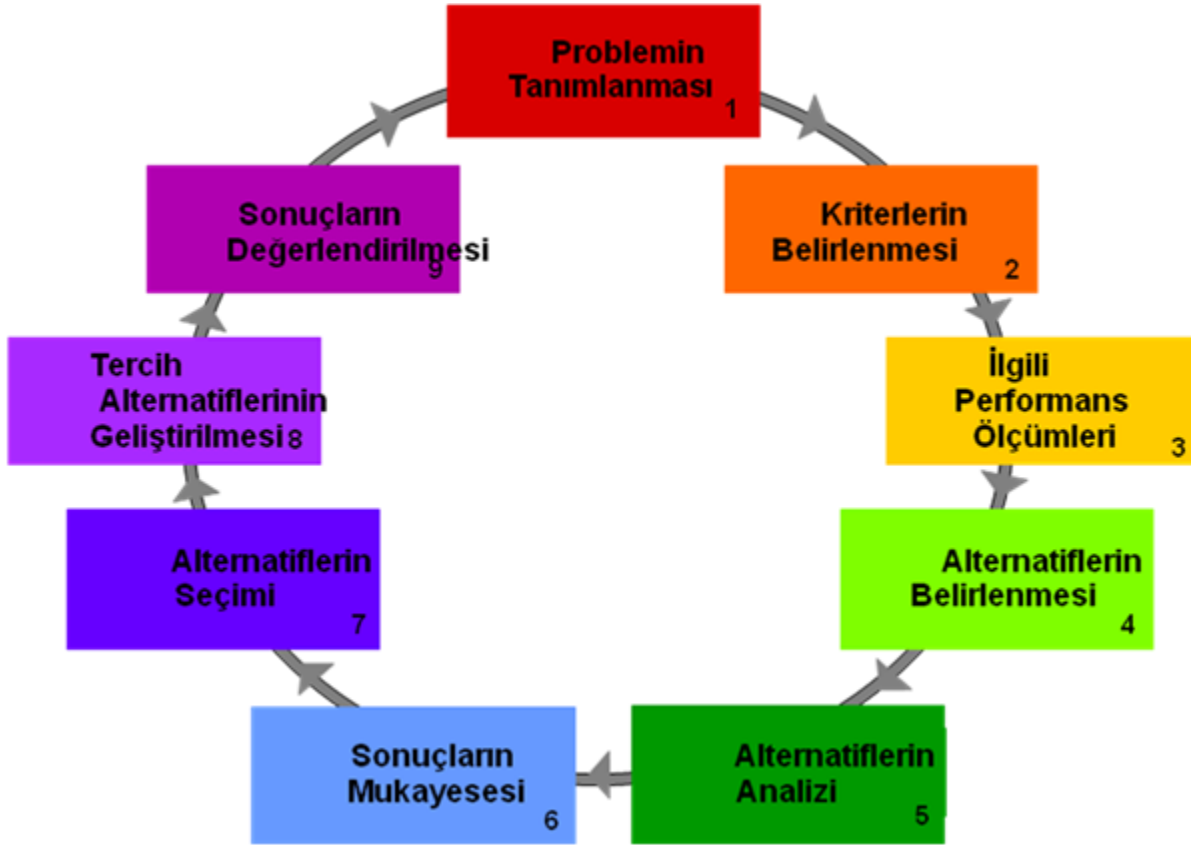 Problemin
Tanımlanması
1
Kriterlerin
Belirlenmesi
2
İlgili
Performans
Ölçümleri
3
Alternatiflerin
Belirlenmesi
4
Alternatiflerin
Analizi
5
Sonuçların
Mukayesesi
6
Alternatiflerin
Seçimi
7
Tercih
Alternatiflerinin
Geliştirilmesi 8
Sonuçların
Değerlendirilmesi
9